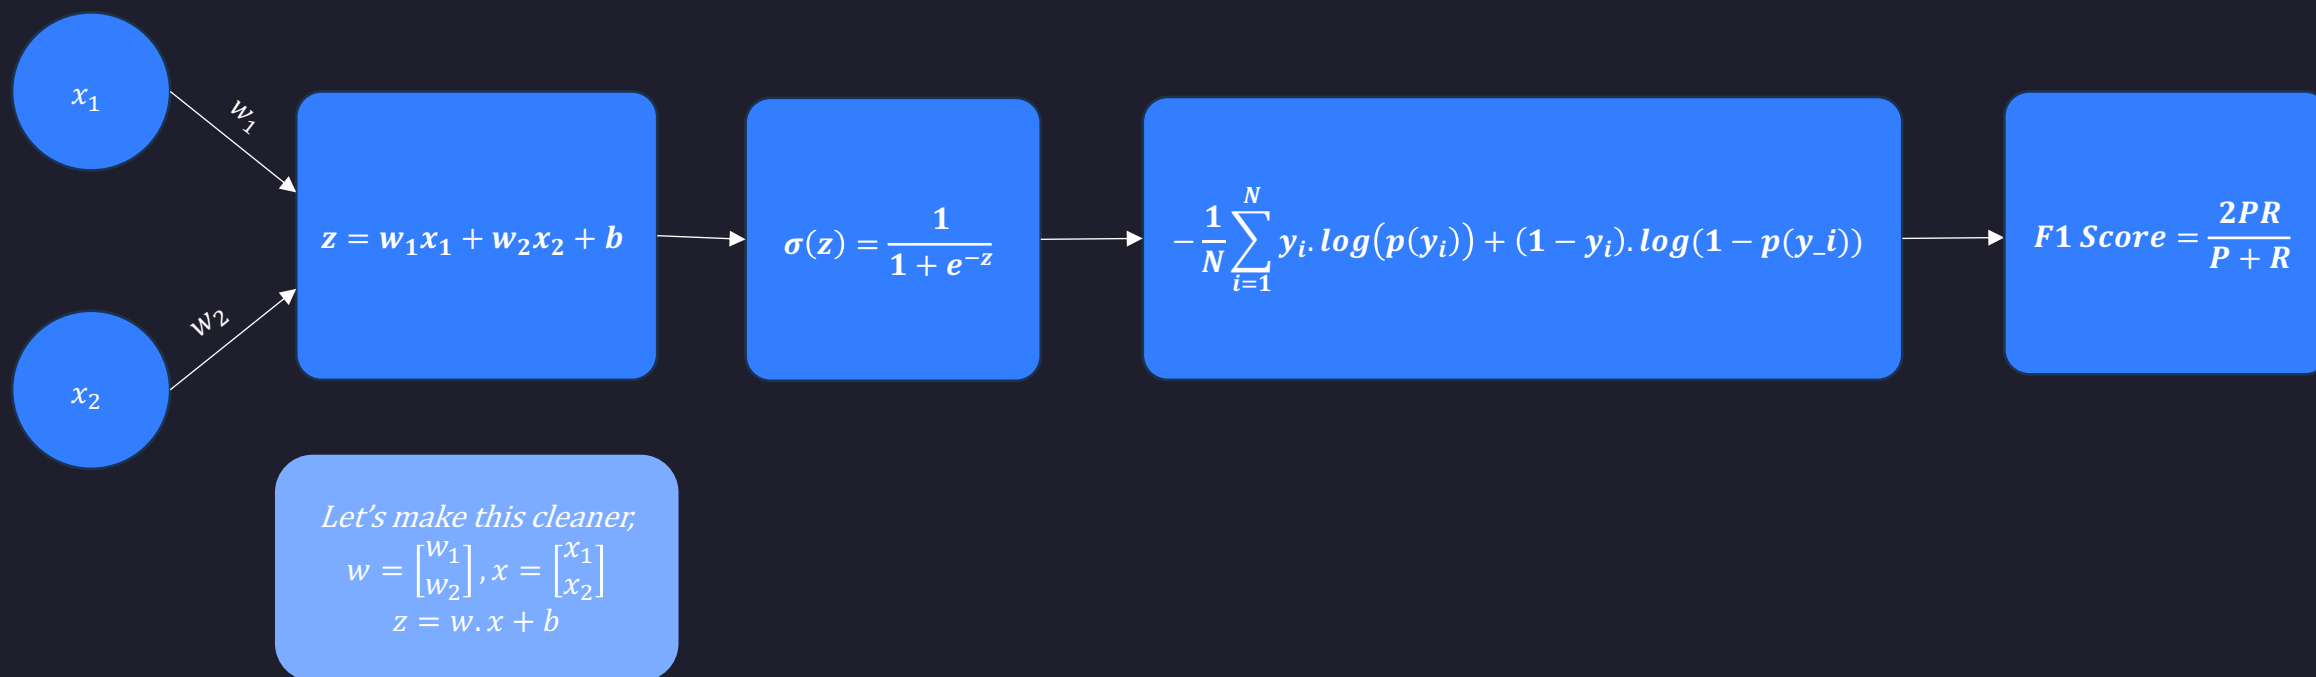 x₁
w₁
x₂
w₂
z = w₁x₁ + w₂x₂ + b
σ(z) = 1 / (1 + e⁻ᶻ)
− 1/N ∑ᵢ₌₁ᴺ yᵢ. log(p(yᵢ)) + (1 − yᵢ). log(1 − p(y_i))
F1 Score = 2PR / (P + R)
Let's make this cleaner,
w = [w₁ w₂], x = [x₁ x₂]
z = w. x + b